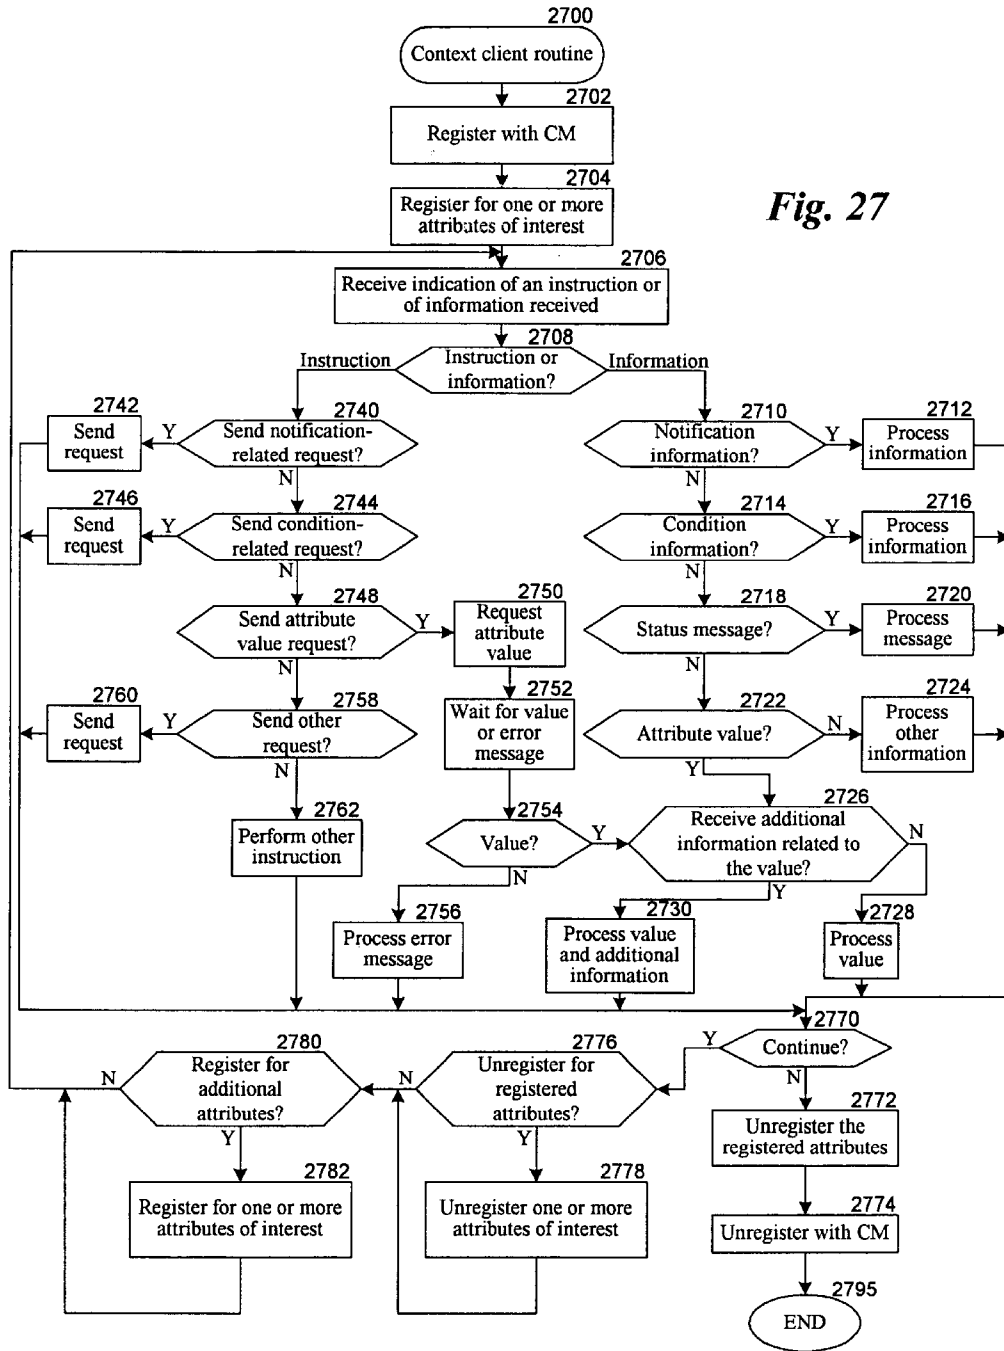 2700
Context client routine
2702
Register with CM
2704
Register for one or more
attributes of interest
Fig. 27
2706
Receive indication of an instruction or
of information received
2708
Instruction
Instruction or
information?
Information
2742
Send
request
Y
2740
Send notification-
related request?
N
2710
Notification
information?
Y
N
2712
Process
information
2746
Send
request
Y
2744
Send condition-
related request?
N
2714
Condition
information?
Y
N
2716
Process
information
2748
Send attribute
value request?
Y
N
2750
Request
attribute
value
2718
Status message?
Y
N
2720
Process
message
2760
Send
request
Y
2758
Send other
request?
N
2752
Wait for value
or error
message
2722
Attribute value?
N
Y
2724
Process
other
information
2762
Perform other
instruction
2754
Value?
Y
N
2726
Receive additional
information related to
the value?
N
Y
2756
Process error
message
2730
Process value
and additional
information
2728
Process
value
2770
Continue?
Y
N
2780
Register for
additional
attributes?
N
Y
2776
Unregister for
registered
attributes?
N
Y
2772
Unregister the
registered attributes
2782
Register for one or more
attributes of interest
2778
Unregister one or more
attributes of interest
2774
Unregister with CM
2795
END